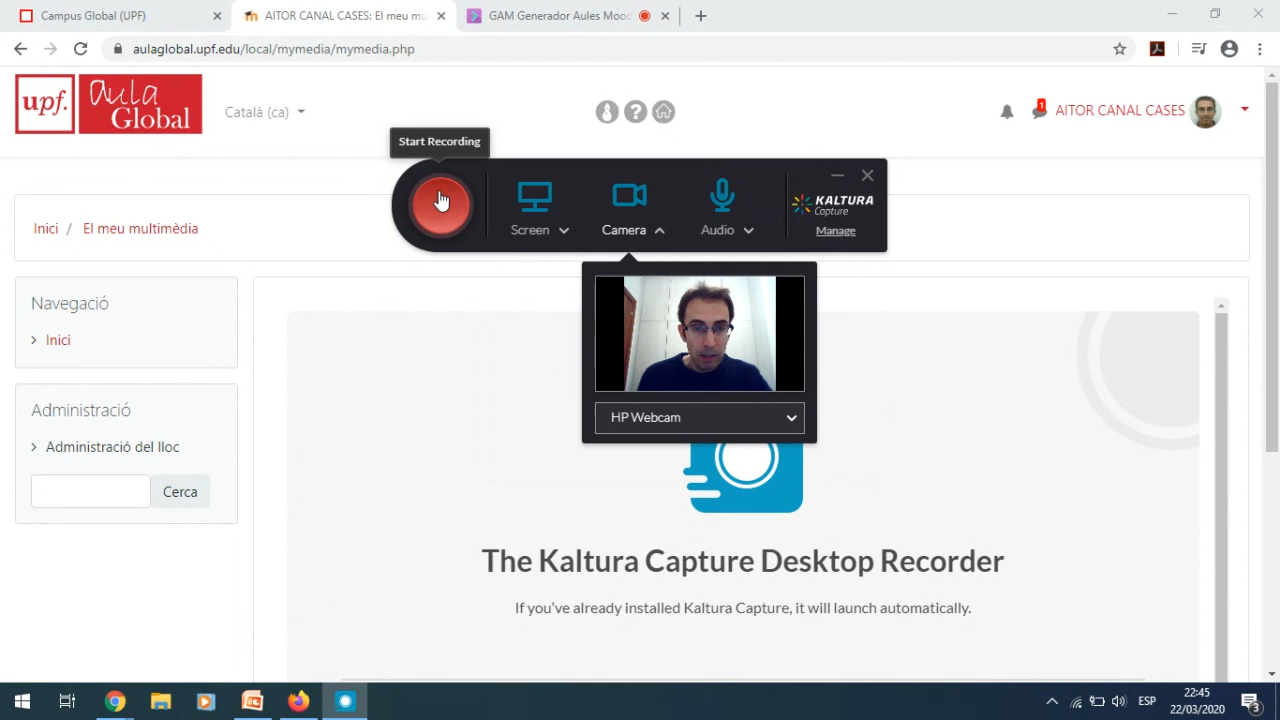 Campus Global (UPF)
AITOR CANAL CASES: El meu mu
GAM Generador Aules Mood
aulaglobal.upf.edu/local/mymedia/mymedia.php
upf.
aula
Global
Català (ca)
1
AITOR CANAL CASES
Start Recording
Screen
Camera
Audio
KALTURA
Capture
Manage
Inici / El meu multimèdia
HP Webcam
Navegació
Inici
Administració
Administració del lloc
Cerca
The Kaltura Capture Desktop Recorder
If you've already installed Kaltura Capture, it will launch automatically.
ESP
22:45
22/03/2020
3